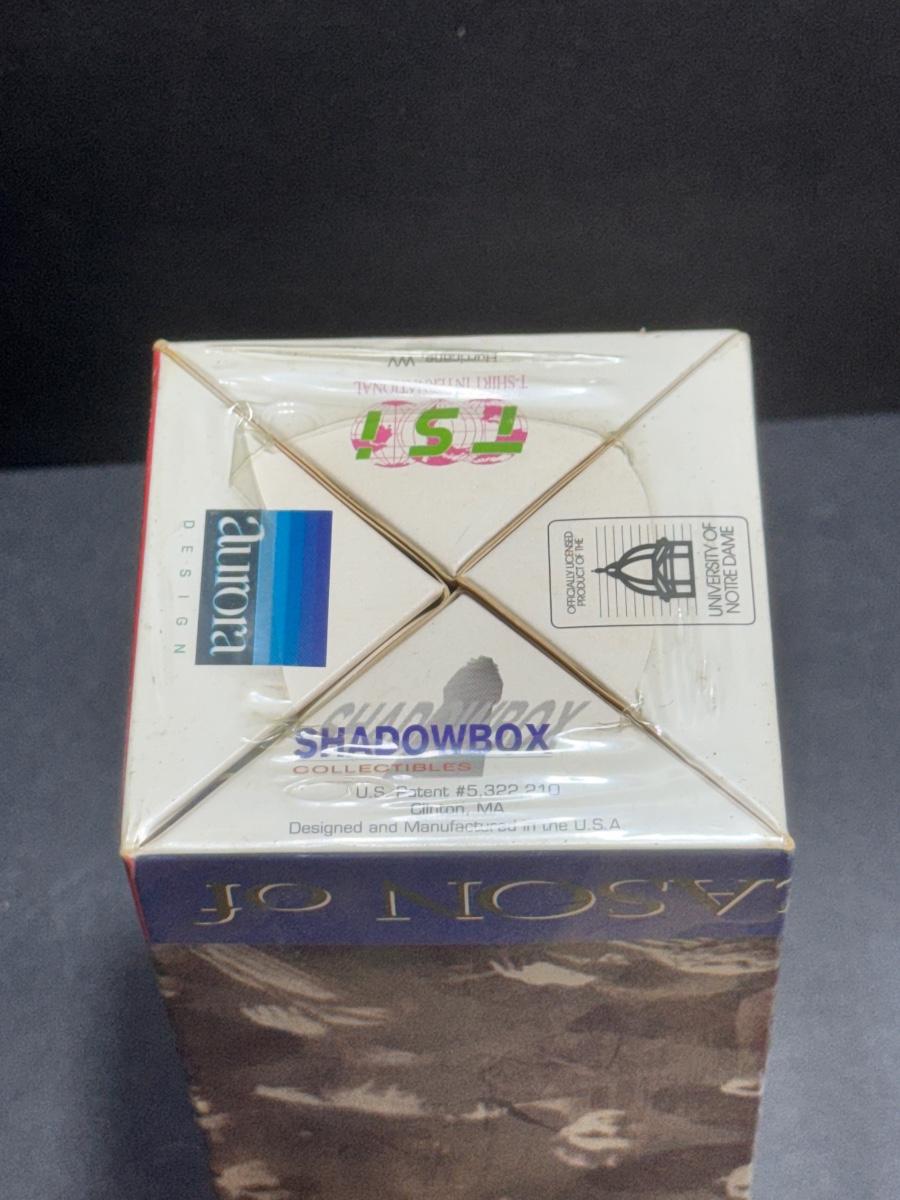 Hurricane, WV
T-SHIRT INTERNATIONAL
TSI
aurora
DESIGN
OFFICIALLY LICENSED
PRODUCT OF THE
UNIVERSITY OF
NOTRE DAME
SHADOWBOX
SHADOWBOX
COLLECTIBLES
U.S. Patent #5,322,210
Clinton, MA
Designed and Manufactured in the U.S.A
EASON of